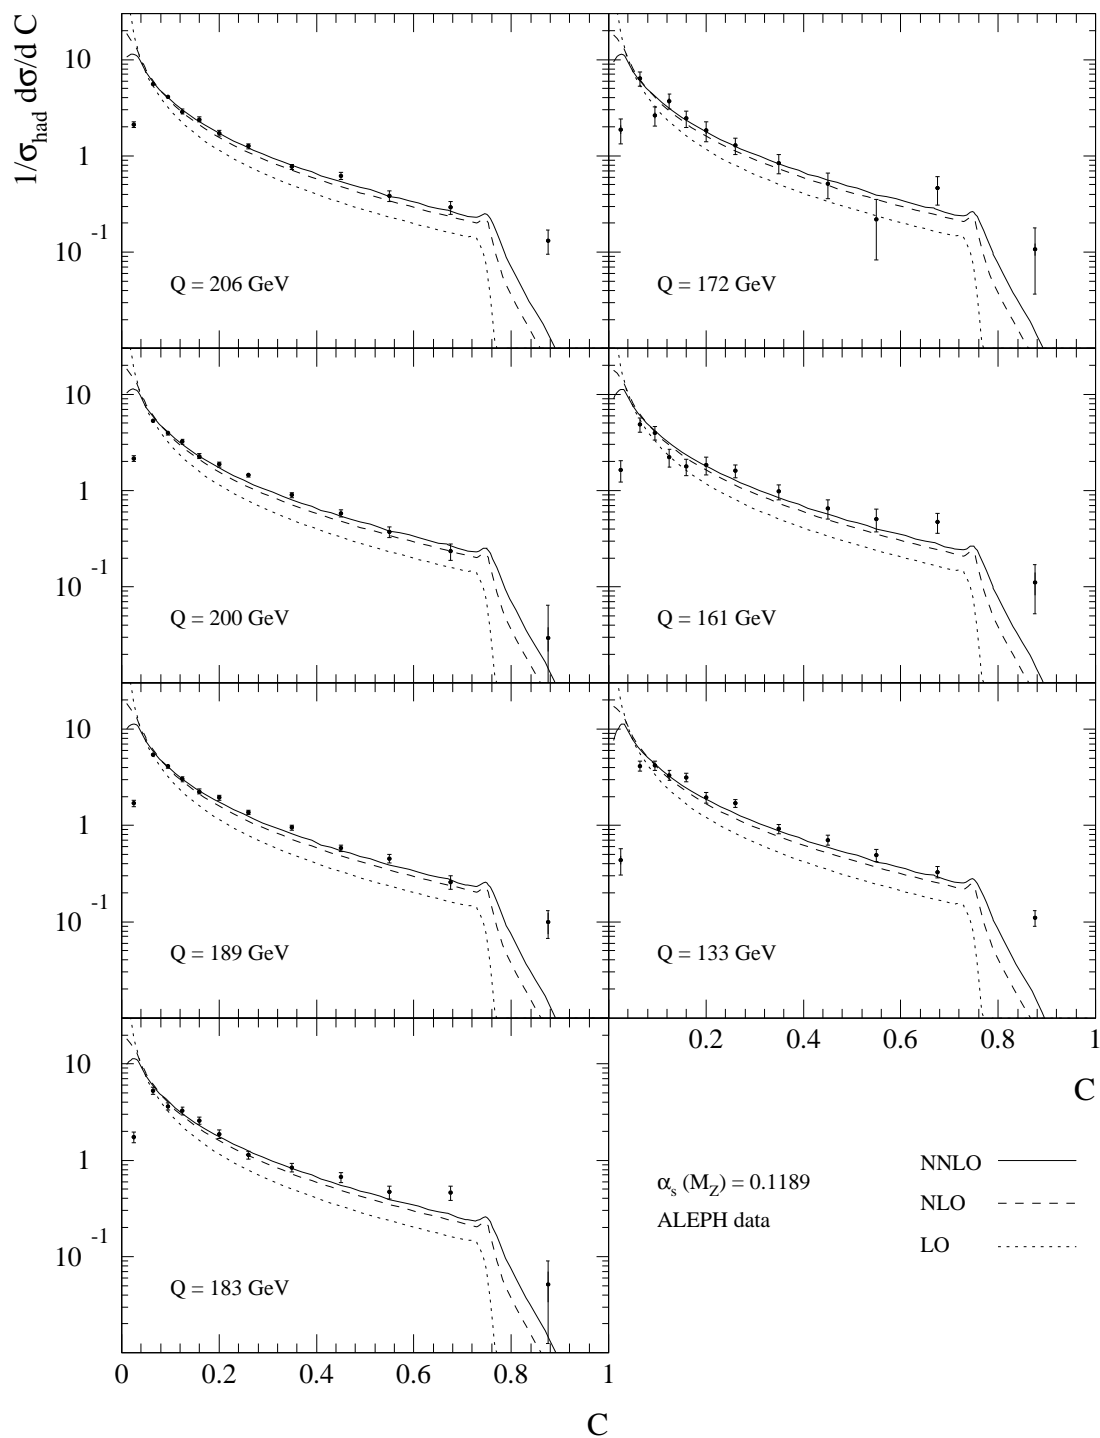 1/σhad dσ/d C
10
1
10 -1
Q = 206 GeV
Q = 172 GeV
10
1
10 -1
Q = 200 GeV
Q = 161 GeV
10
1
10 -1
Q = 189 GeV
Q = 133 GeV
0.2 0.4 0.6 0.8 1
C
10
1
10 -1
Q = 183 GeV
αs (MZ) = 0.1189
ALEPH data
NNLO
NLO
LO
0 0.2 0.4 0.6 0.8 1
C